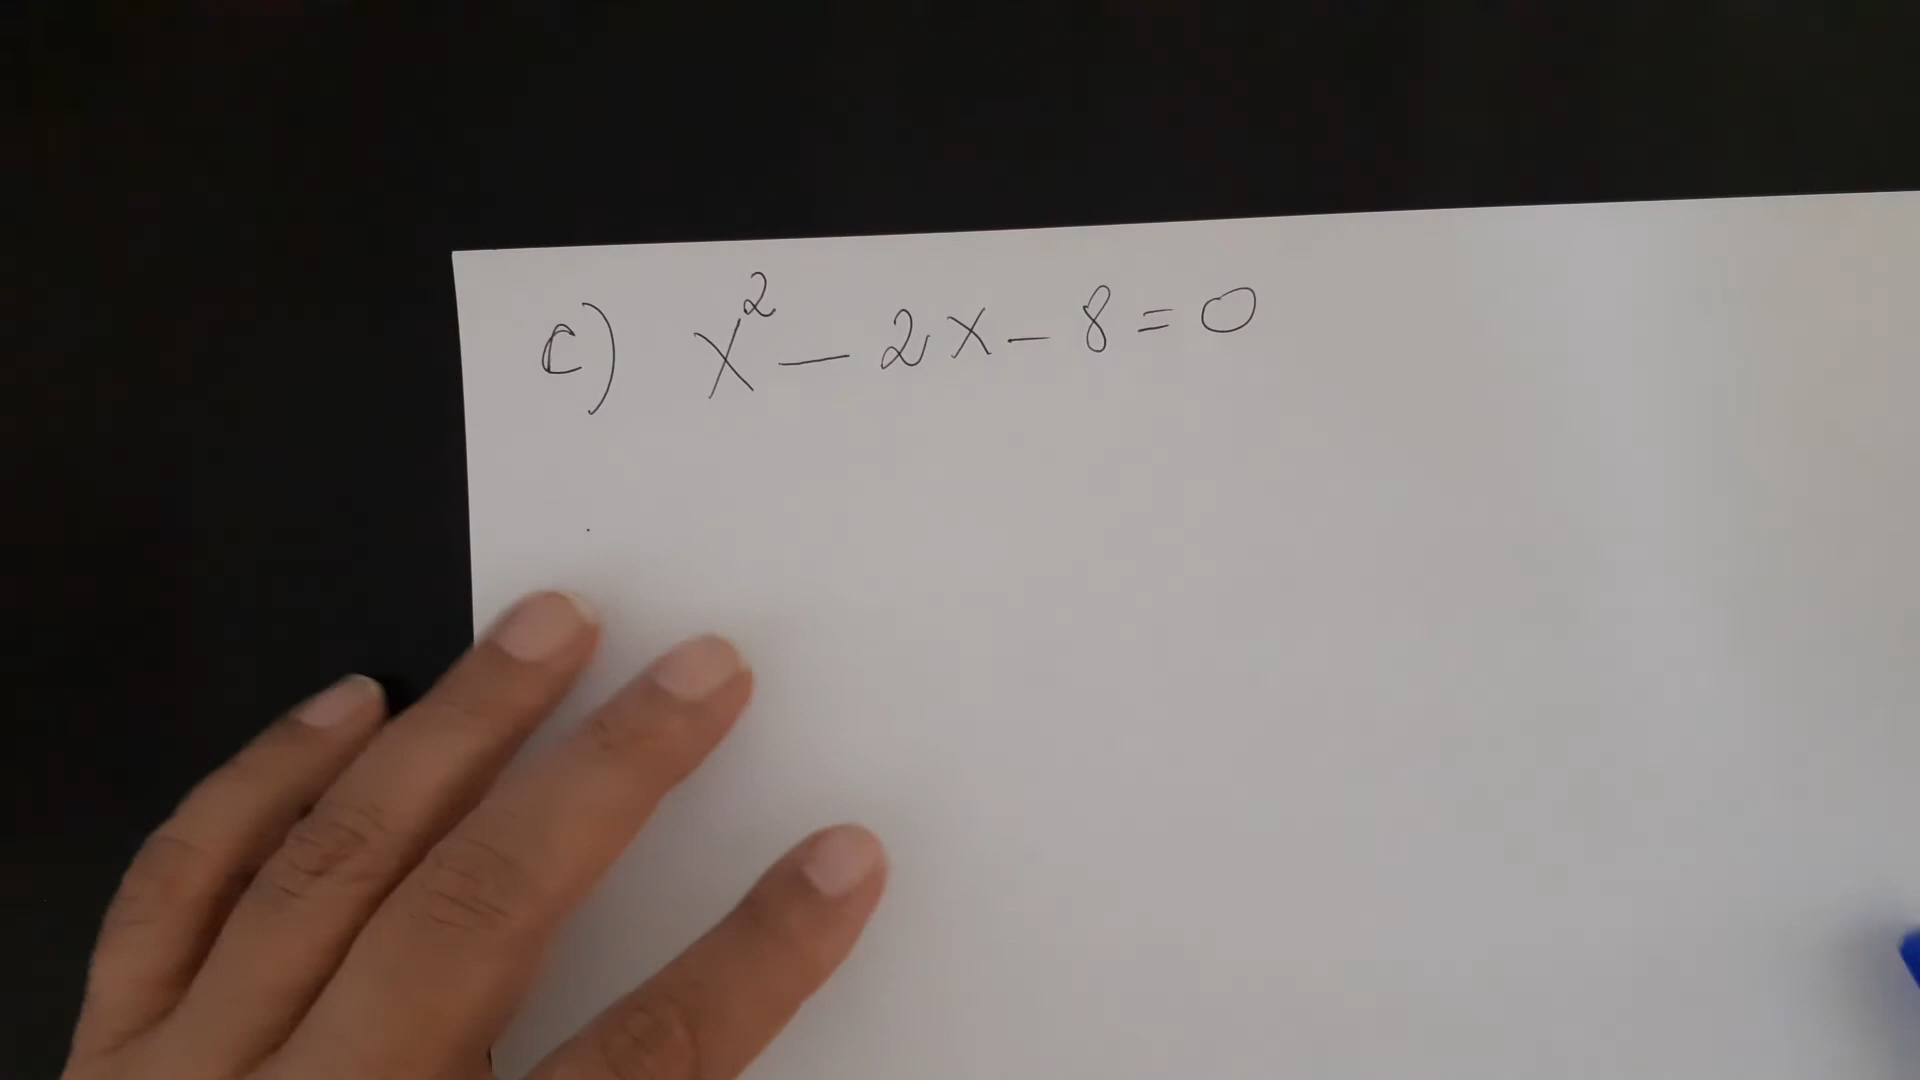 c) x² - 2x - 8 = 0